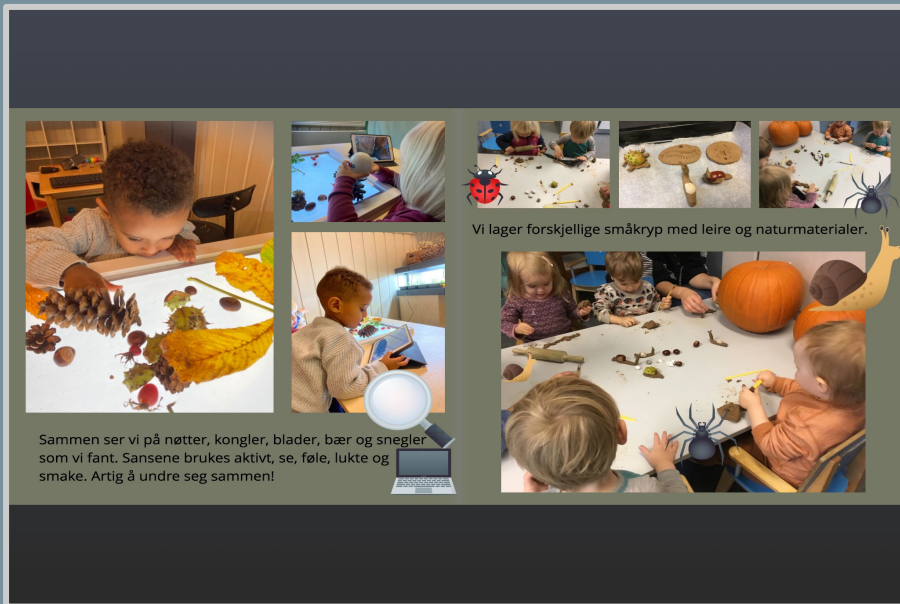 Sammen ser vi på nøtter, kongler, blader, bær og snegler
som vi fant. Sansene brukes aktivt, se, føle, lukte og
smake. Artig å undre seg sammen!
Vi lager forskjellige småkryp med leire og naturmaterialer.